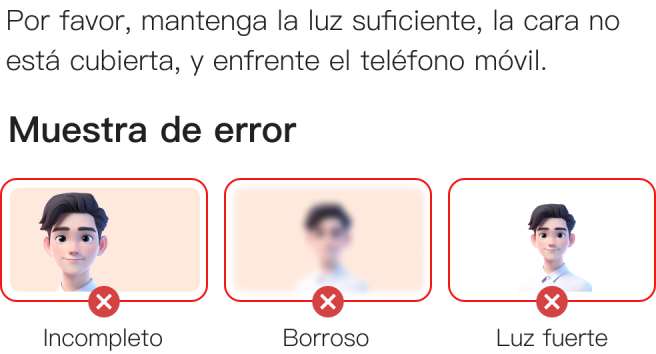 Por favor, mantenga la luz suficiente, la cara no
está cubierta, y enfrente el teléfono móvil.
Muestra de error
Incompleto
Borroso
Luz fuerte